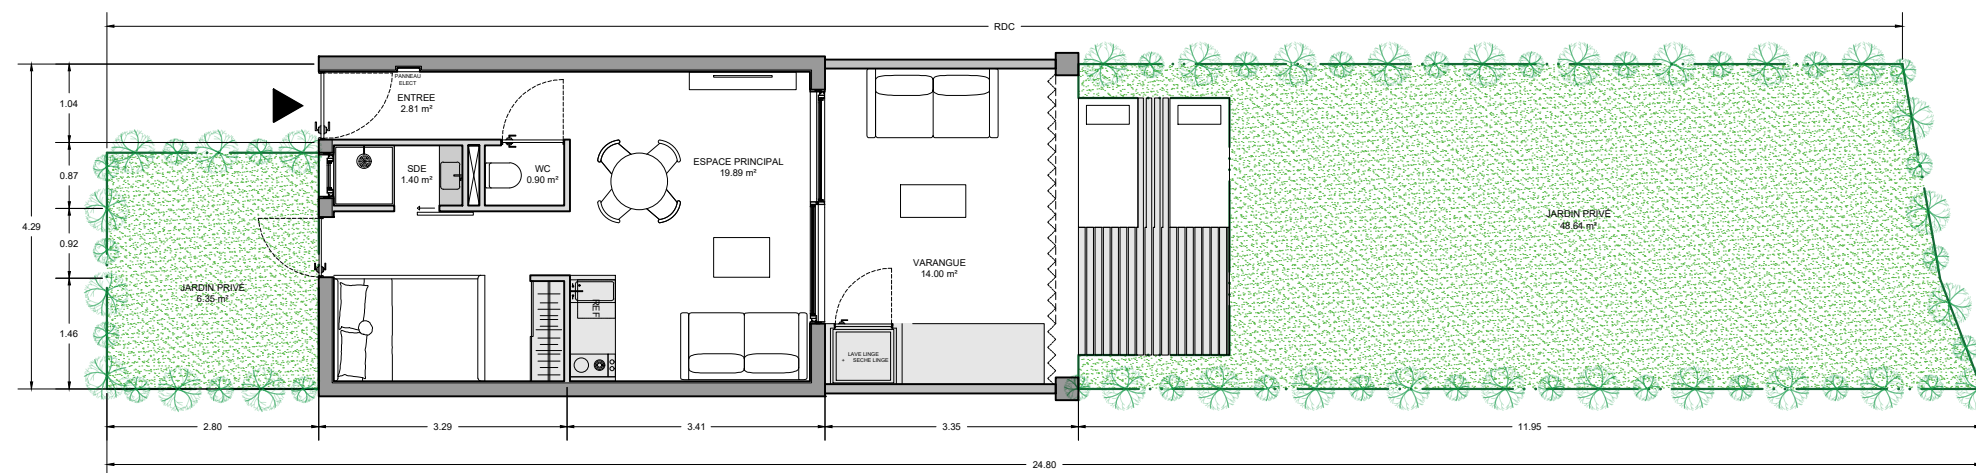 RDC
PANNEAU
ELECT
ENTREE
2.81 m²
1.04
SDE
1.40 m²
WC
0.90 m²
ESPACE PRINCIPAL
19.89 m²
0.87
4.29
0.92
JARDIN PRIVÉ
48.64 m²
VARANGUE
14.00 m²
JARDIN PRIVÉ
6.35 m²
REF
1.46
LAVE LINGE
+ SECHE LINGE
2.80
3.29
3.41
3.35
11.95
24.80